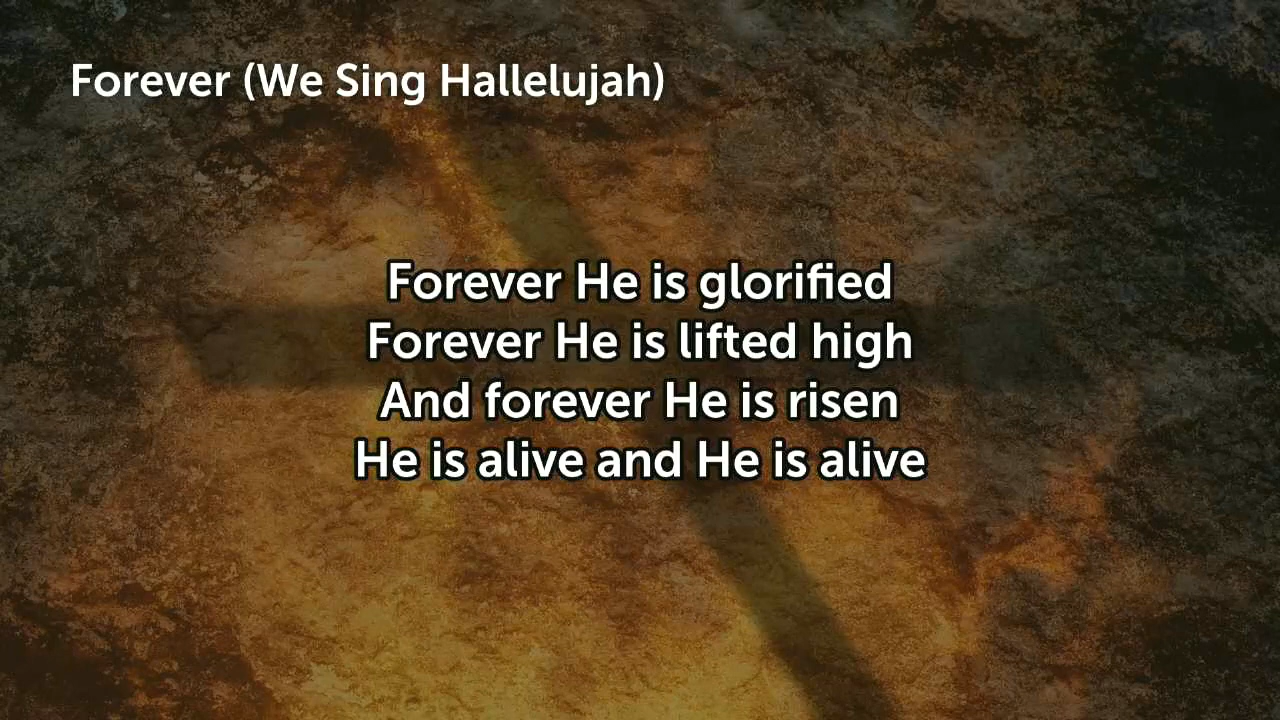 Forever (We Sing Hallelujah)
Forever He is glorified
Forever He is lifted high
And forever He is risen
He is alive and He is alive